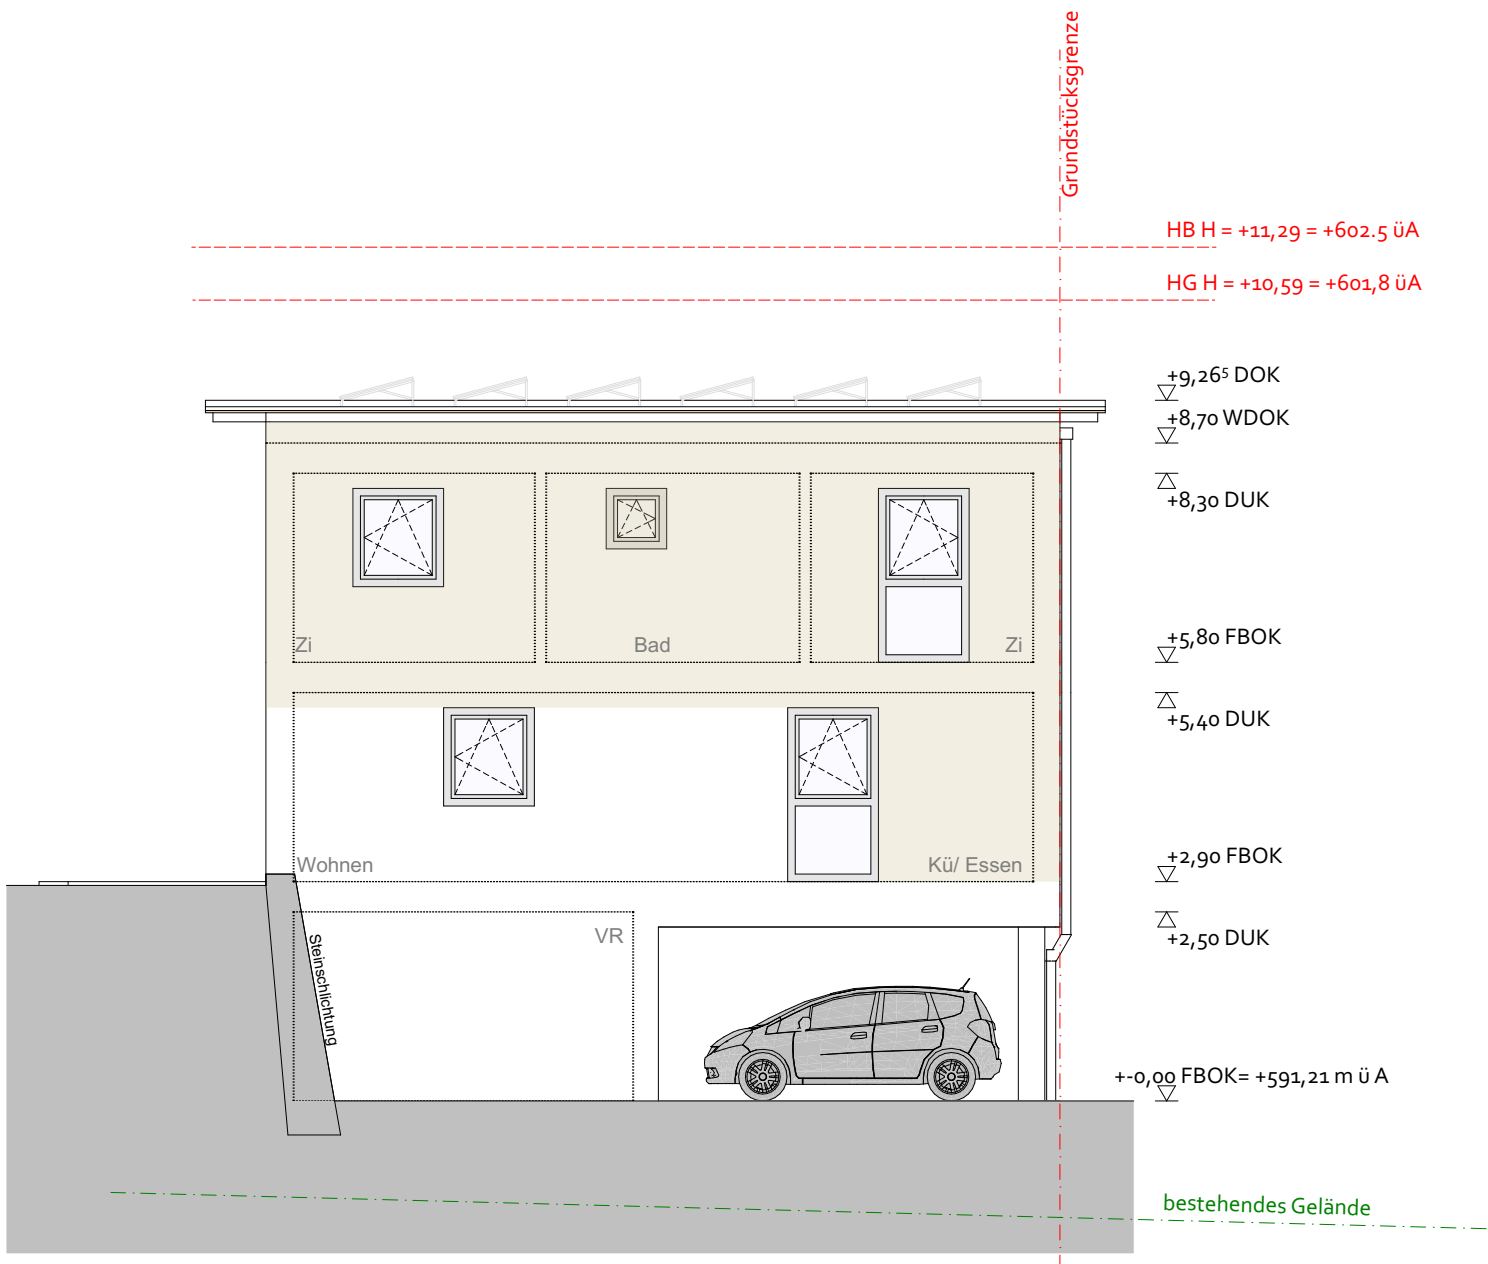 Grundstücksgrenze
HB H = +11,29 = +602.5 üA
HG H = +10,59 = +601,8 üA
+9,26⁵ DOK
+8,70 WDOK
+8,30 DUK
Zi
Bad
Zi
+5,80 FBOK
+5,40 DUK
Wohnen
Kü/ Essen
+2,90 FBOK
VR
+2,50 DUK
Steinschlichtung
+-0,00 FBOK= +591,21 m ü A
bestehendes Gelände